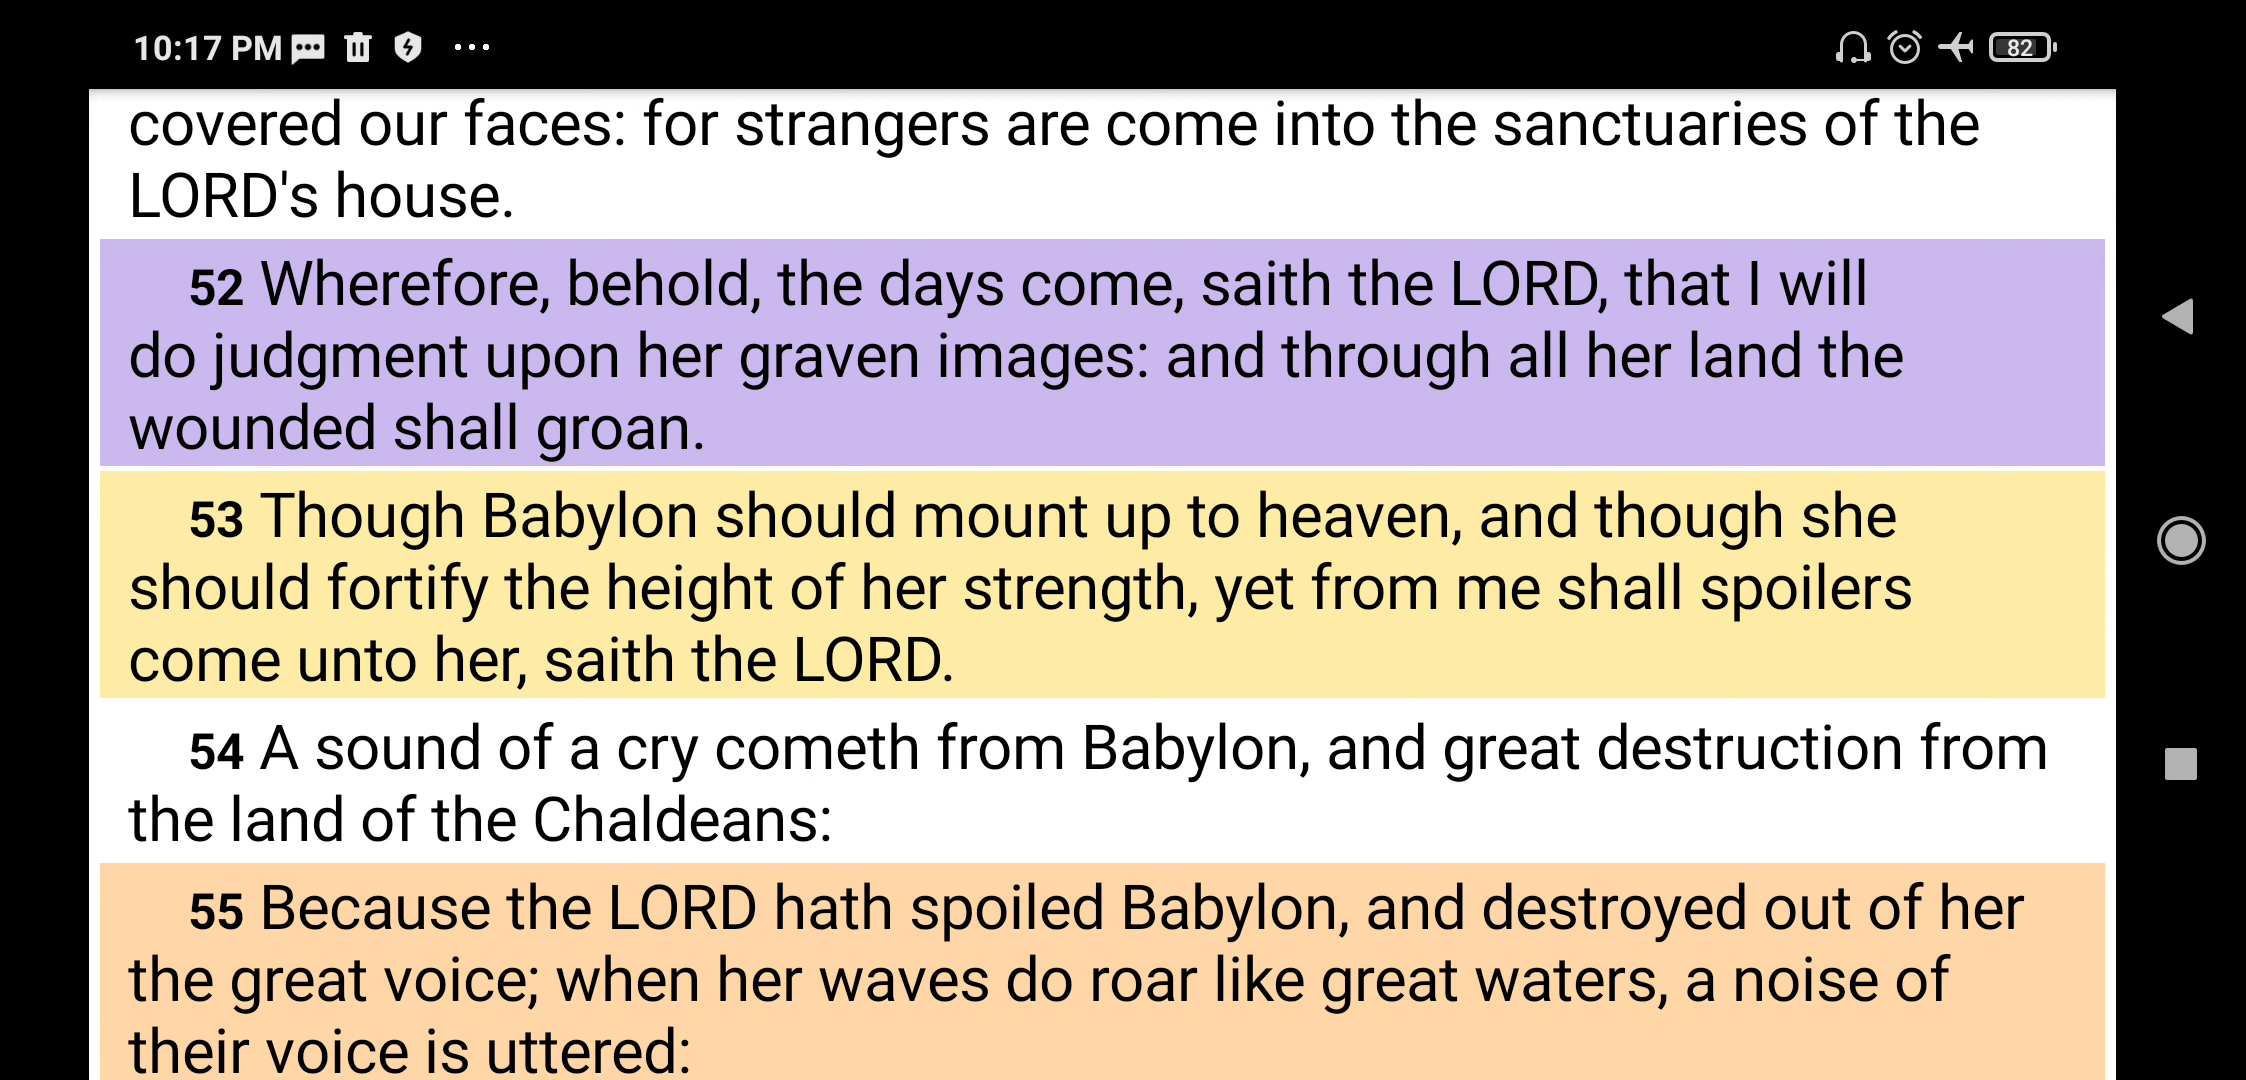 10:17 PM
82
covered our faces: for strangers are come into the sanctuaries of the
LORD's house.
52 Wherefore, behold, the days come, saith the LORD, that I will
do judgment upon her graven images: and through all her land the
wounded shall groan.
53 Though Babylon should mount up to heaven, and though she
should fortify the height of her strength, yet from me shall spoilers
come unto her, saith the LORD.
54 A sound of a cry cometh from Babylon, and great destruction from
the land of the Chaldeans:
55 Because the LORD hath spoiled Babylon, and destroyed out of her
the great voice; when her waves do roar like great waters, a noise of
their voice is uttered: